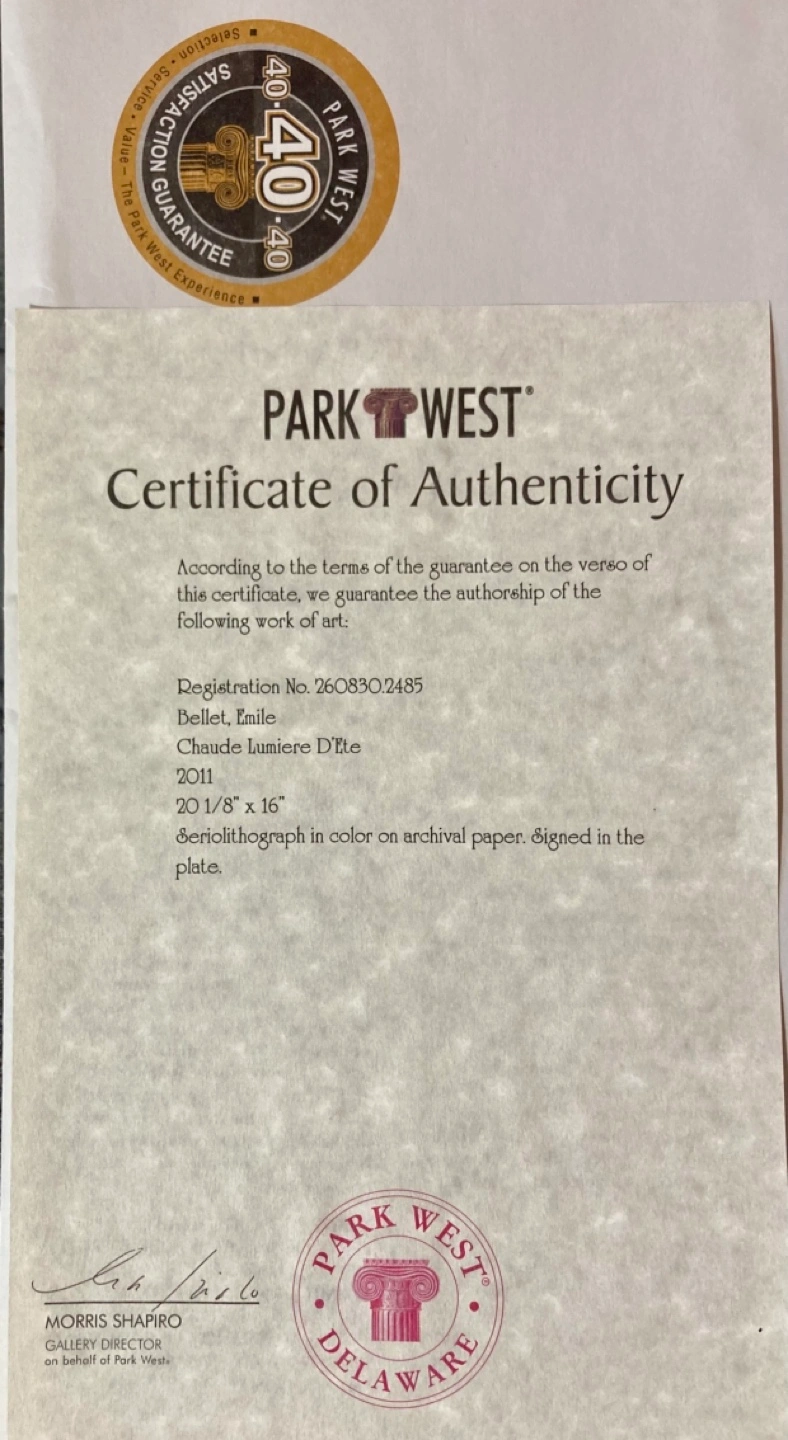 PARK WEST®
40·40·40
SATISFACTION GUARANTEE
■ Selection • Service • Value – The Park West Experience ■
PARK WEST®
Certificate of Authenticity
According to the terms of the guarantee on the verso of
this certificate, we guarantee the authorship of the
following work of art:
Registration No. 260830.2485
Bellet, Emile
Chaude Lumiere D'Ete
2011
20 1/8" x 16"
Seriolithograph in color on archival paper. Signed in the
plate.
MORRIS SHAPIRO
GALLERY DIRECTOR
on behalf of Park West®
PARK WEST®
• DELAWARE •